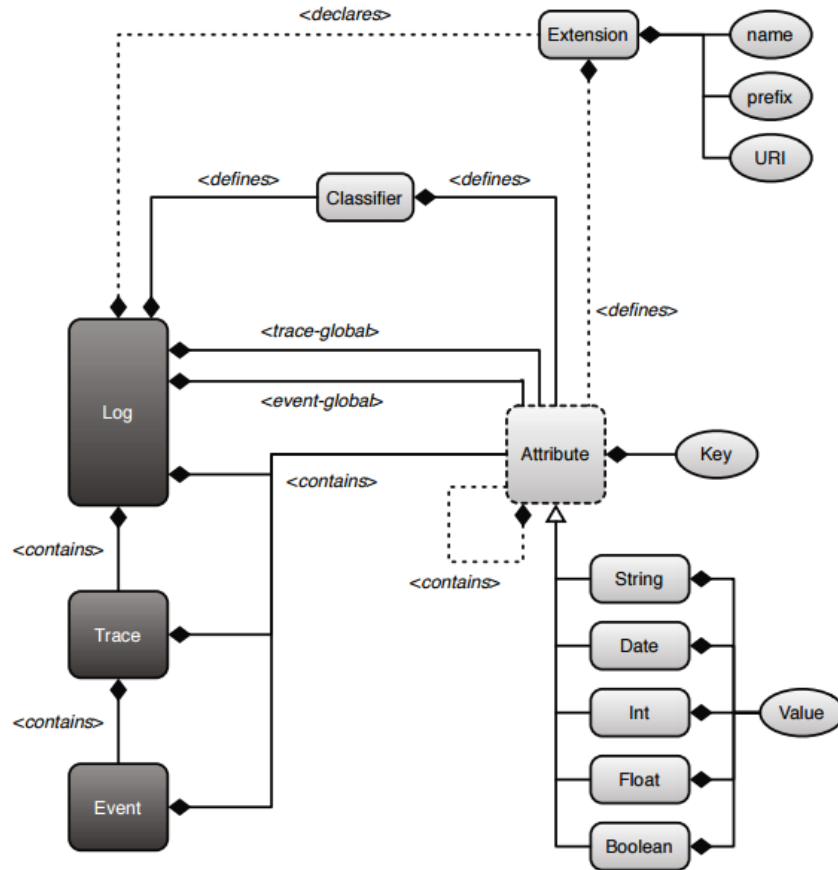 <declares>
Extension
name
prefix
URI
<defines>
Classifier
<defines>
<defines>
<trace-global>
<event-global>
Log
Attribute
Key
<contains>
<contains>
<contains>
String
Trace
Date
<contains>
Int
Value
Event
Float
Boolean